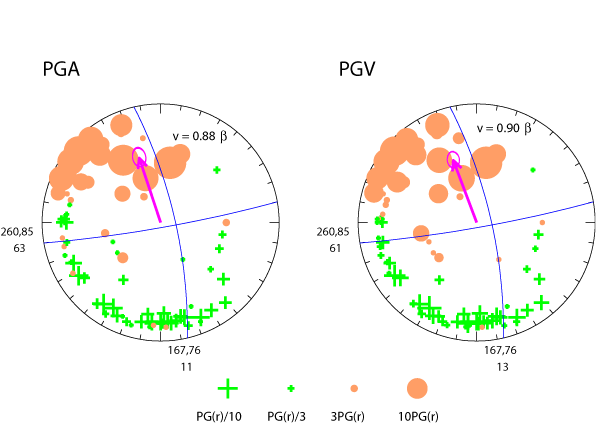 PGA
PGV
v = 0.88 β
v = 0.90 β
260,85
63
260,85
61
167,76
11
167,76
13
PG(r)/10
PG(r)/3
3PG(r)
10PG(r)